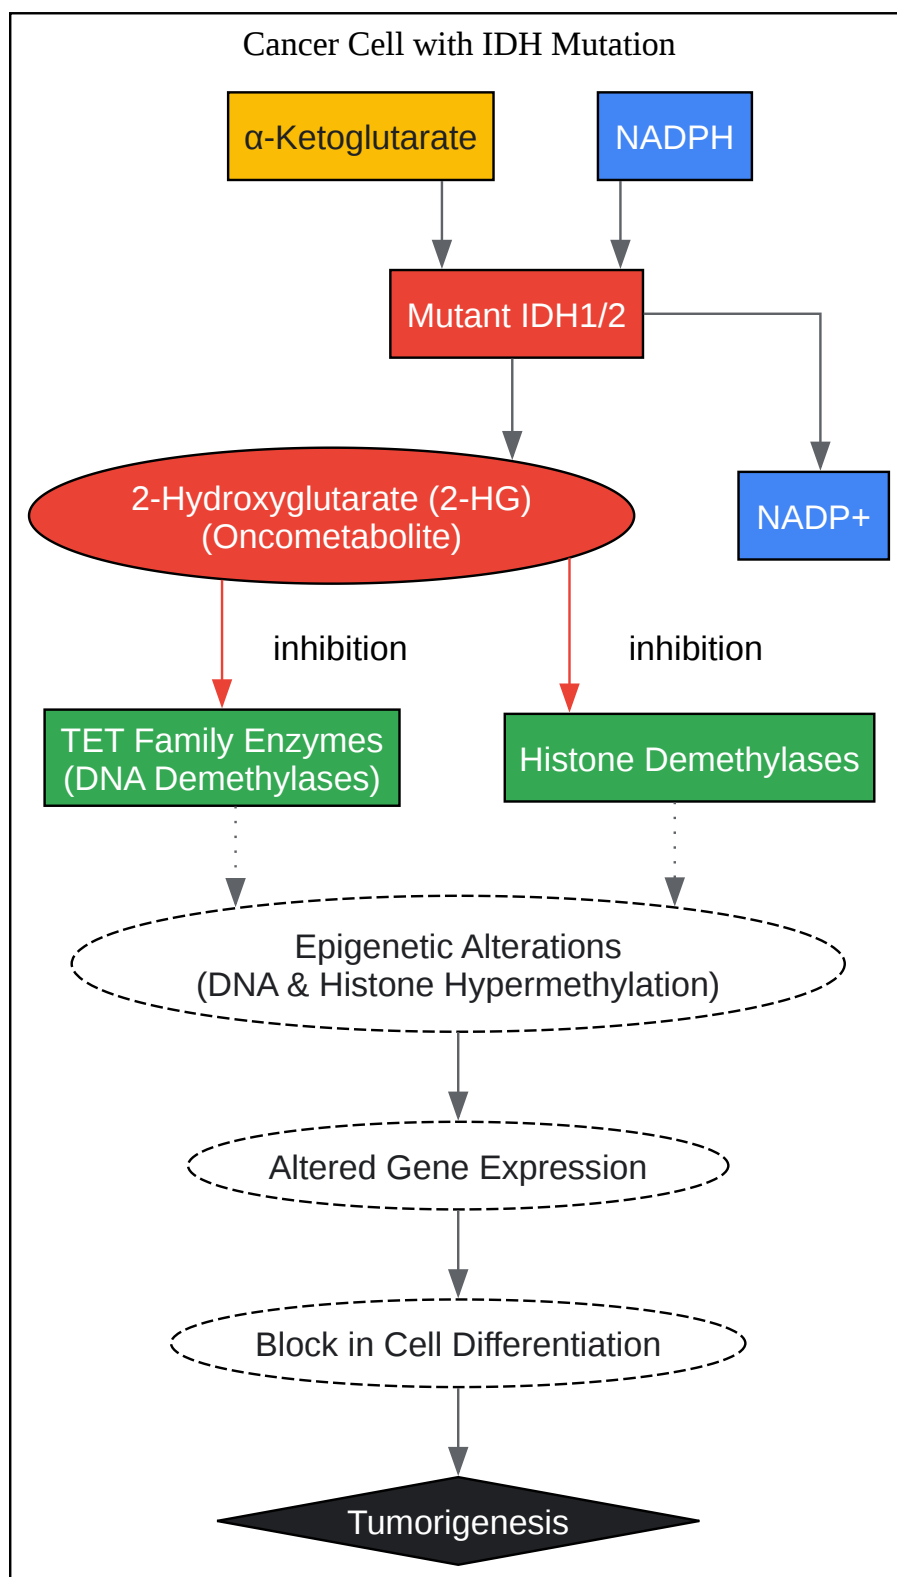 Cancer Cell with IDH Mutation
α-Ketoglutarate
NADPH
Mutant IDH1/2
2-Hydroxyglutarate (2-HG)
(Oncometabolite)
NADP+
inhibition
inhibition
TET Family Enzymes
(DNA Demethylases)
Histone Demethylases
Epigenetic Alterations
(DNA & Histone Hypermethylation)
Altered Gene Expression
Block in Cell Differentiation
Tumorigenesis